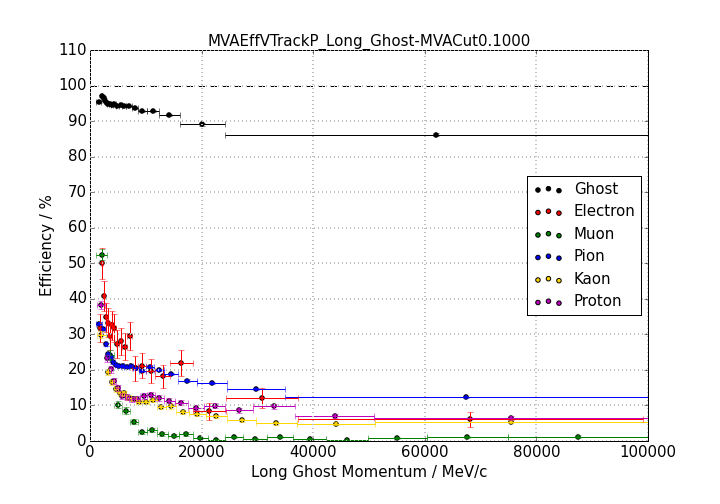 MVAEffVTrackP_Long_Ghost-MVACut0.1000
110
100
90
80
70
60
50
40
30
20
10
0
Efficiency / %
Ghost
Electron
Muon
Pion
Kaon
Proton
0 20000 40000 60000 80000 100000
Long Ghost Momentum / MeV/c